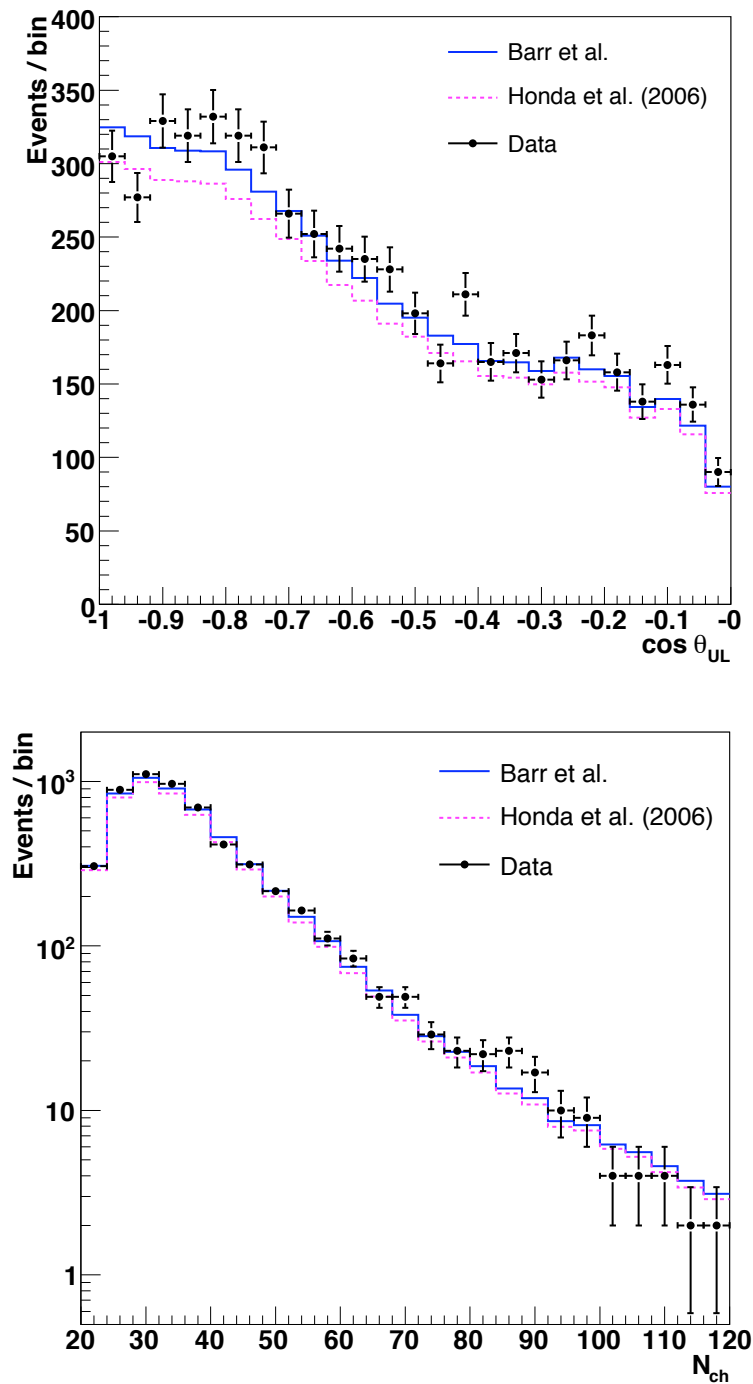 Events / bin
400
350
300
250
200
150
100
50
0
Barr et al.
Honda et al. (2006)
Data
-1 -0.9 -0.8 -0.7 -0.6 -0.5 -0.4 -0.3 -0.2 -0.1 -0
cos θUL
Events / bin
10³
10²
10
1
Barr et al.
Honda et al. (2006)
Data
20 30 40 50 60 70 80 90 100 110 120
Nch